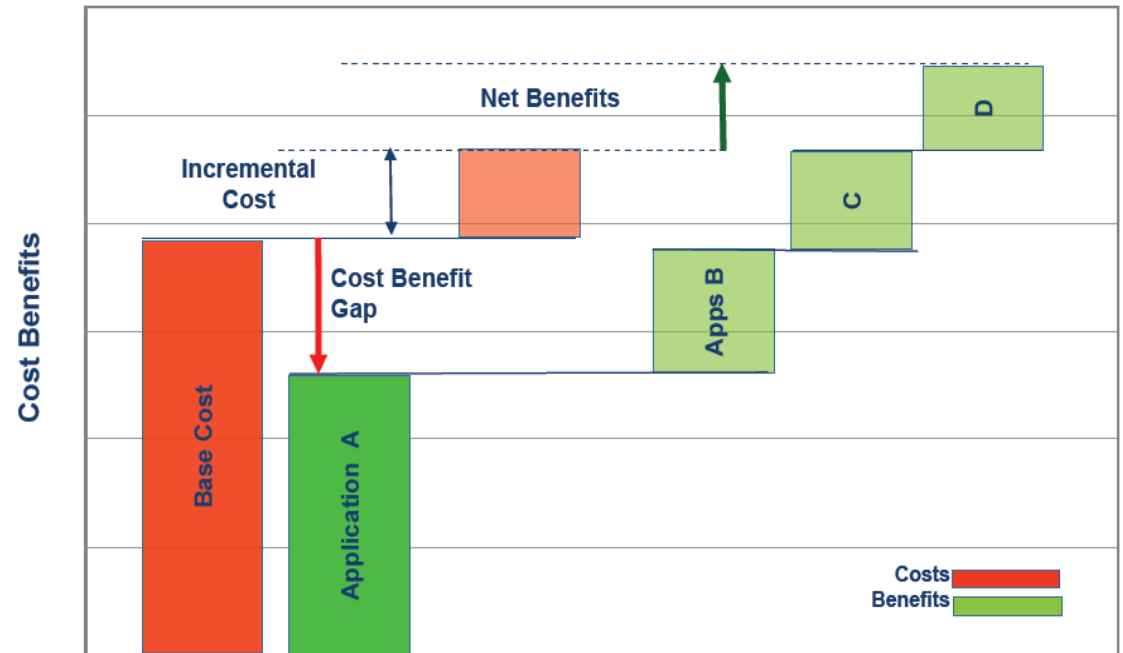 Net Benefits
D
Incremental
Cost
C
Cost Benefits
Cost Benefit
Gap
Apps B
Base Cost
Application A
Costs
Benefits